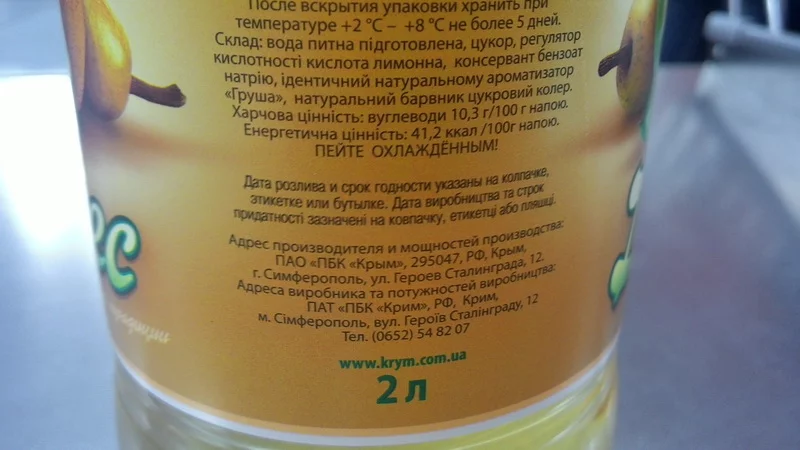 После вскрытия упаковки хранить при
температуре +2 °С – +8 °С не более 5 дней.
Склад: вода питна підготовлена, цукор, регулятор
кислотності кислота лимонна, консервант бензоат
натрію, ідентичний натуральному ароматизатор
«Груша», натуральний барвник цукровий колер.
Харчова цінність: вуглеводи 10,3 г/100 г напою.
Енергетична цінність: 41,2 ккал /100г напою.
ПЕЙТЕ ОХЛАЖДЁННЫМ!
Дата розлива и срок годности указаны на колпачке,
этикетке или бутылке. Дата виробництва та строк
придатності зазначені на ковпачку, етикетці або пляшці.
Адрес производителя и мощностей производства:
ПАО «ПБК «Крым», 295047, РФ, Крым,
г. Симферополь, ул. Героев Сталинграда, 12.
Адреса виробника та потужностей виробництва:
ПАТ «ПБК «Крим», РФ, Крим,
м. Сімферополь, вул. Героїв Сталінграду, 12
Тел. (0652) 54 82 07
www.krym.com.ua
2 л
ес